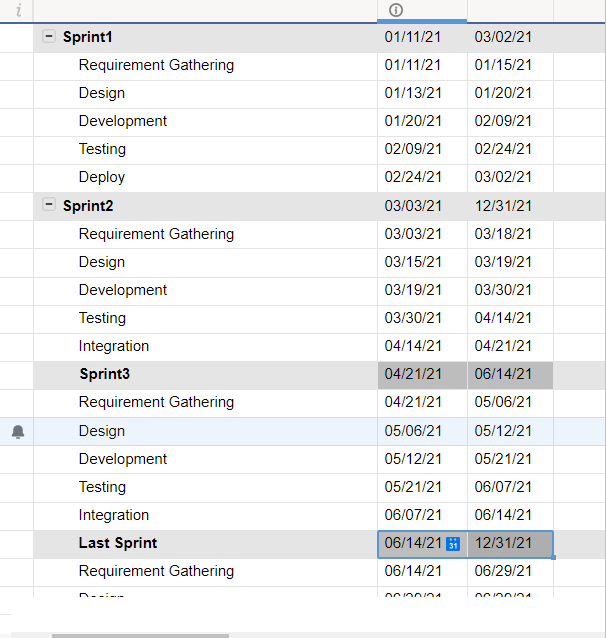 Sprint1 01/11/21 03/02/21
Requirement Gathering 01/11/21 01/15/21
Design 01/13/21 01/20/21
Development 01/20/21 02/09/21
Testing 02/09/21 02/24/21
Deploy 02/24/21 03/02/21
Sprint2 03/03/21 12/31/21
Requirement Gathering 03/03/21 03/18/21
Design 03/15/21 03/19/21
Development 03/19/21 03/30/21
Testing 03/30/21 04/14/21
Integration 04/14/21 04/21/21
Sprint3 04/21/21 06/14/21
Requirement Gathering 04/21/21 05/06/21
Design 05/06/21 05/12/21
Development 05/12/21 05/21/21
Testing 05/21/21 06/07/21
Integration 06/07/21 06/14/21
Last Sprint 06/14/21 31 12/31/21
Requirement Gathering 06/14/21 06/29/21